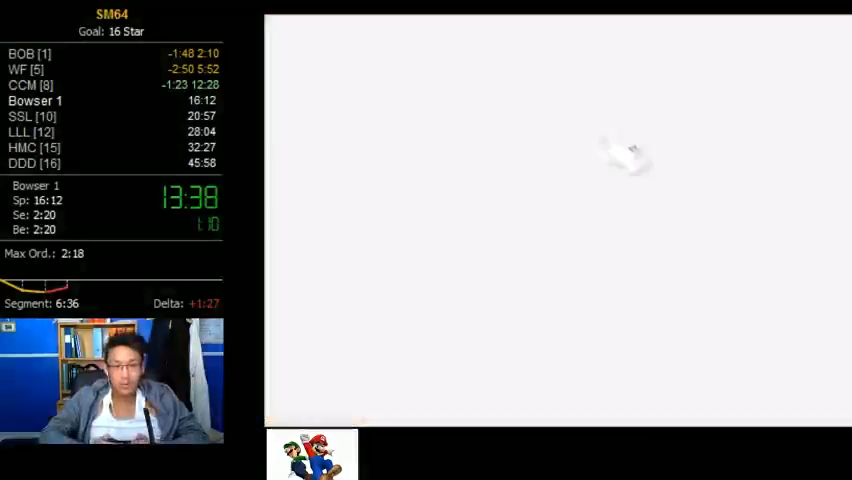 SM64
Goal: 16 Star
BOB [1] -1:48 2:10
WF [5] -2:50 5:52
CCM [8] -1:23 12:28
Bowser 1 16:12
SSL [10] 20:57
LLL [12] 28:04
HMC [15] 32:27
DDD [16] 45:58
Bowser 1
Sp: 16:12 13:38
Se: 2:20
Be: 2:20 1:10
Max Ord.: 2:18
Segment: 6:36 Delta: +1:27